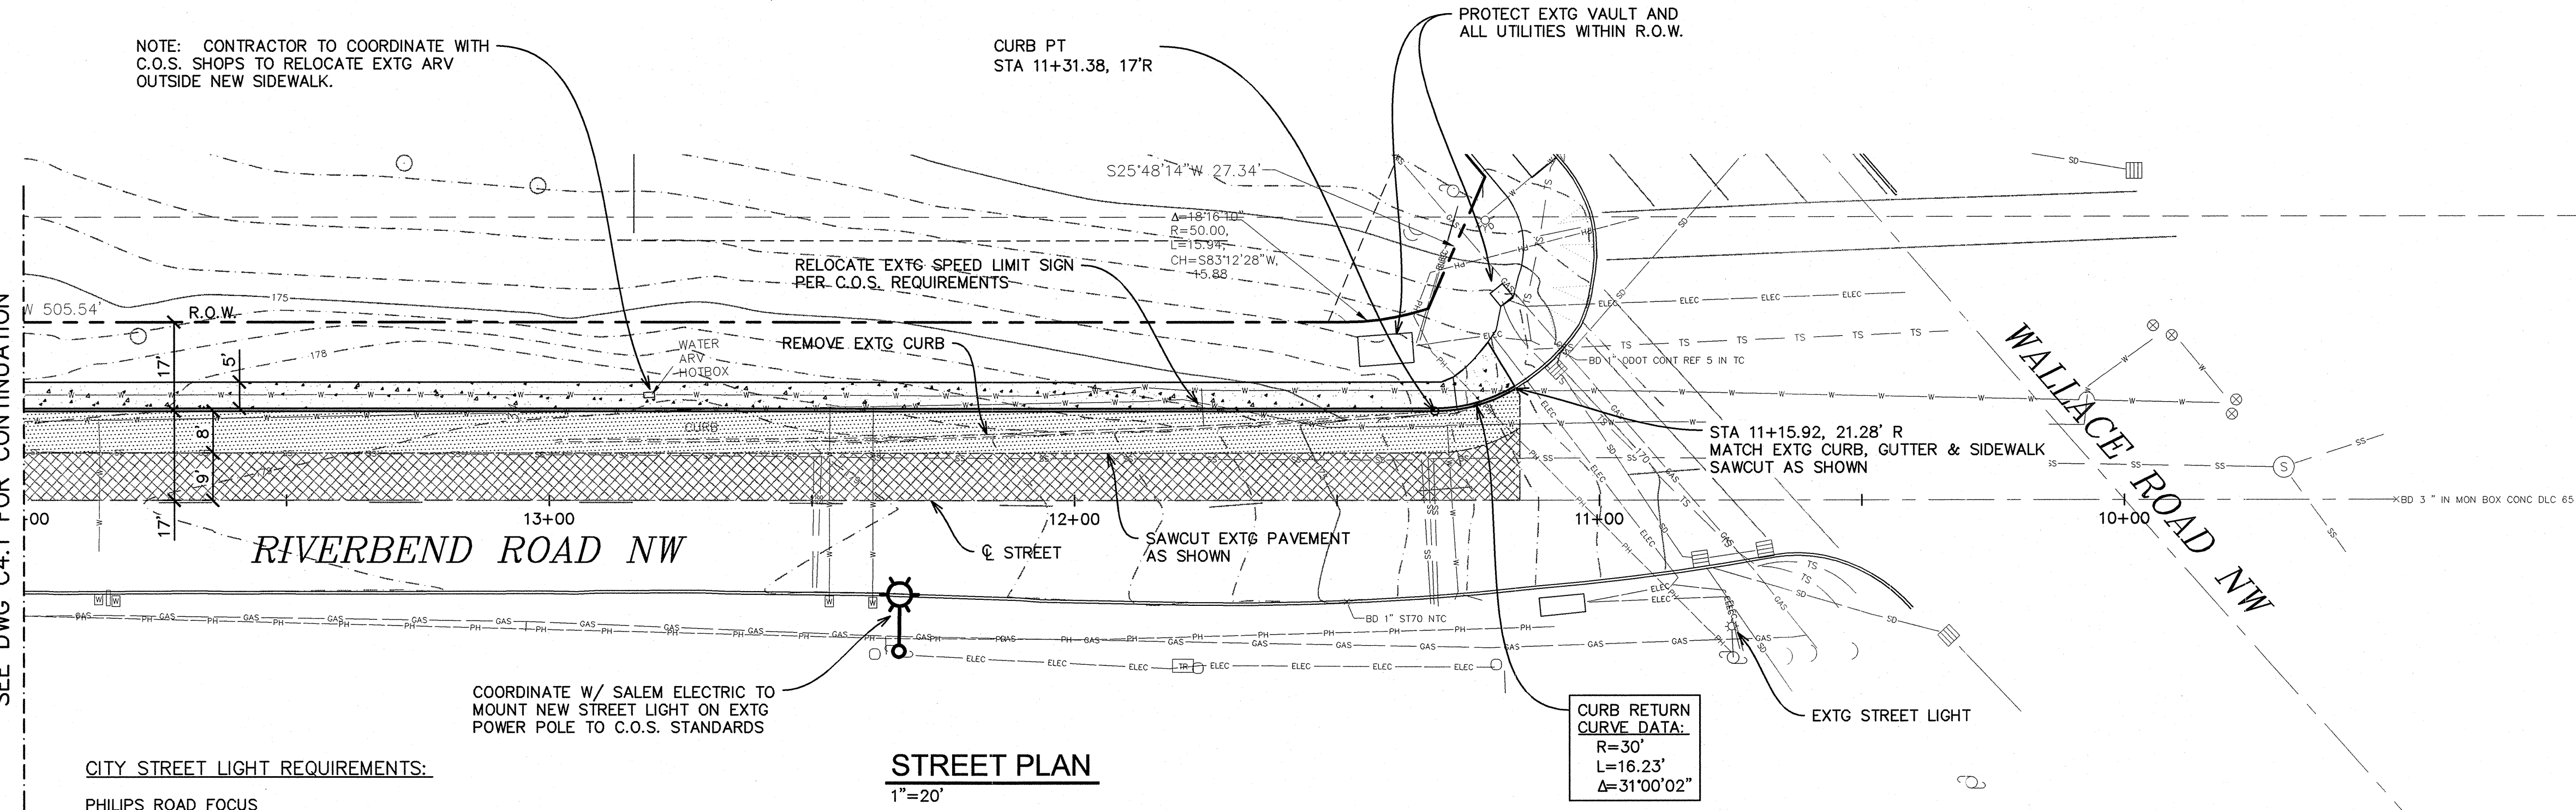 PROTECT EXTG VAULT AND
ALL UTILITIES WITHIN R.O.W.
NOTE: CONTRACTOR TO COORDINATE WITH
C.O.S. SHOPS TO RELOCATE EXTG ARV
OUTSIDE NEW SIDEWALK.
CURB PT
STA 11+31.38, 17'R
S25°48'14"W 27.34'
Δ=18°16'10"
R=50.00,
L=15.94,
CH=S83°12'28"W,
15.88
RELOCATE EXTG SPEED LIMIT SIGN
PER C.O.S. REQUIREMENTS
SEE DWG C4.1 FOR CONTINUATION
W 505.54'
R.O.W.
175
178
17'
5'
8'
9'
17'
WATER
ARV
HOTBOX
REMOVE EXTG CURB
CURB
BD 1" ODOT CONT REF 5 IN TC
WALLACE ROAD NW
STA 11+15.92, 21.28' R
MATCH EXTG CURB, GUTTER & SIDEWALK
SAWCUT AS SHOWN
170
+00
13+00
12+00
11+00
10+00
BD 3 " IN MON BOX CONC DLC 65
RIVERBEND ROAD NW
℄ STREET
SAWCUT EXTG PAVEMENT
AS SHOWN
BD 1" ST70 NTC
TR
COORDINATE W/ SALEM ELECTRIC TO
MOUNT NEW STREET LIGHT ON EXTG
POWER POLE TO C.O.S. STANDARDS
CURB RETURN
CURVE DATA:
R=30'
L=16.23'
Δ=31°00'02"
EXTG STREET LIGHT
STREET PLAN
1"=20'
CITY STREET LIGHT REQUIREMENTS:
PHILIPS ROAD FOCUS